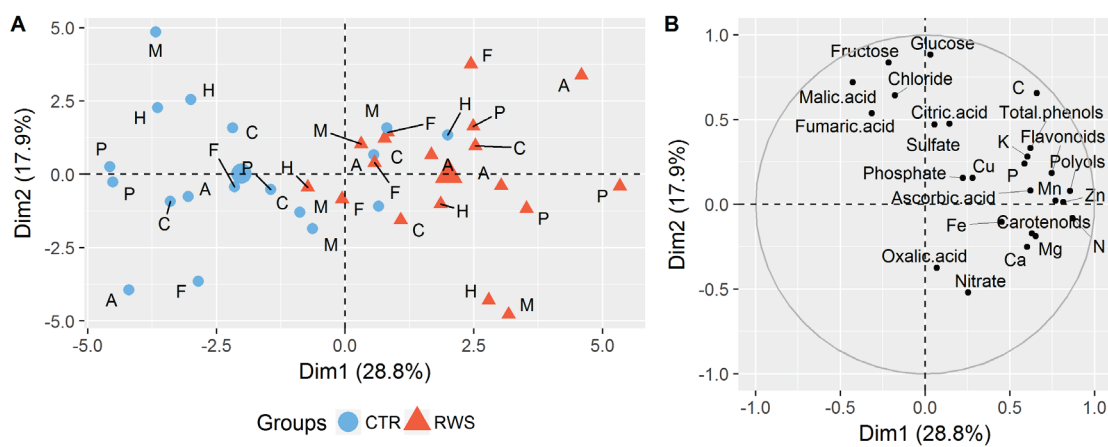 A
B
5.0
2.5
0.0
-2.5
-5.0
Dim2 (17.9%)
M
F
A
H
H
M
H
P
C
M
F
C
P
F
P
H
A
C
A
A
P
A
C
M
F
F
H
P
C
M
C
A
F
H
M
-5.0
-2.5
0.0
2.5
5.0
Dim1 (28.8%)
Groups CTR RWS
1.0
0.5
0.0
-0.5
-1.0
Dim2 (17.9%)
Glucose
Fructose
Chloride
C
Malic.acid
Citric.acid
Total.phenols
Fumaric.acid
Flavonoids
Sulfate
K
Polyols
Cu
P
Phosphate
Mn
Ascorbic.acid
Zn
Fe
Carotenoids
N
Mg
Oxalic.acid
Ca
Nitrate
-1.0
-0.5
0.0
0.5
1.0
Dim1 (28.8%)